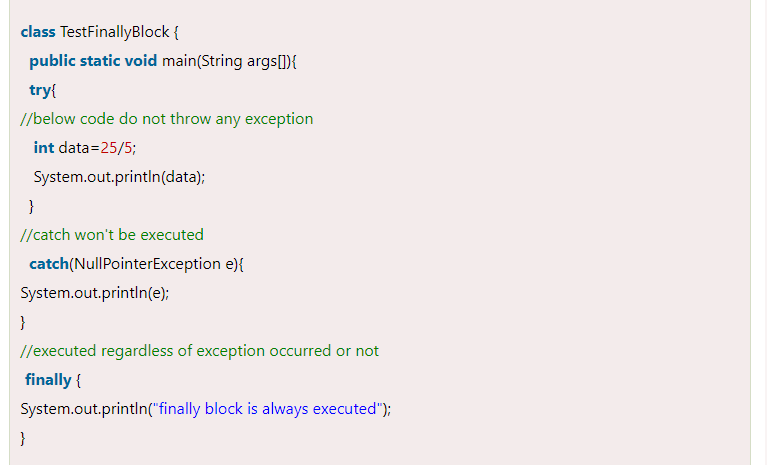 class TestFinallyBlock {
public static void main(String args[]){
try{
//below code do not throw any exception
int data=25/5;
System.out.println(data);
}
//catch won't be executed
catch(NullPointerException e){
System.out.println(e);
}
//executed regardless of exception occurred or not
finally {
System.out.println("finally block is always executed");
}